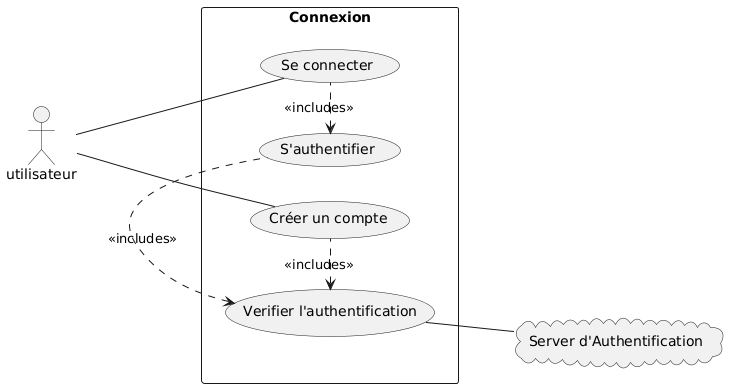 Connexion
Se connecter
«includes»
S'authentifier
utilisateur
Créer un compte
«includes»
«includes»
Verifier l'authentification
Server d'Authentification